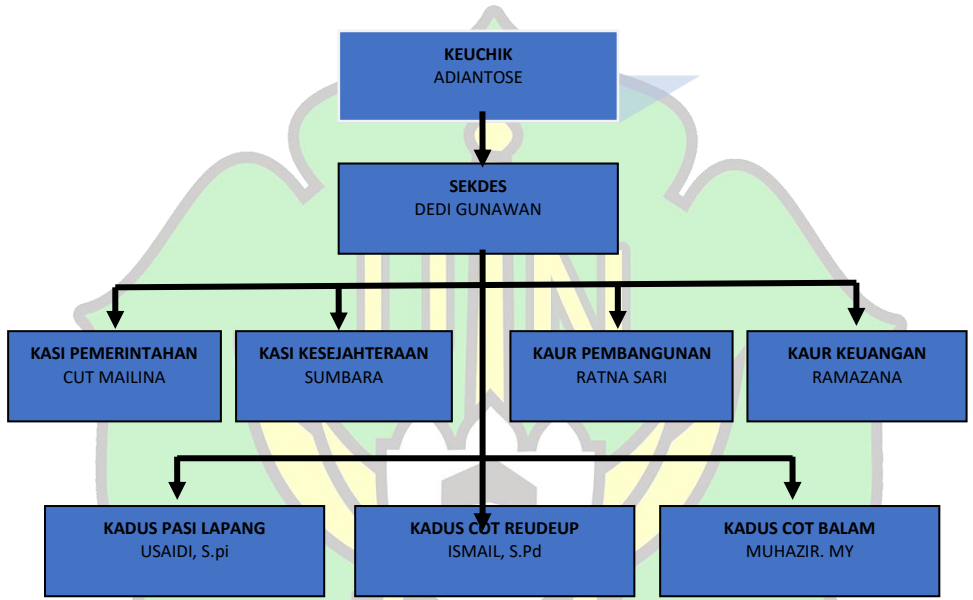 KEUCHIK
ADIANTOSE
SEKDES
DEDI GUNAWAN
KASI PEMERINTAHAN
CUT MAILINA
KASI KESEJAHTERAAN
SUMBARA
KAUR PEMBANGUNAN
RATNA SARI
KAUR KEUANGAN
RAMAZANA
KADUS PASI LAPANG
USAIDI, S.pi
KADUS COT REUDEUP
ISMAIL, S.Pd
KADUS COT BALAM
MUHAZIR. MY